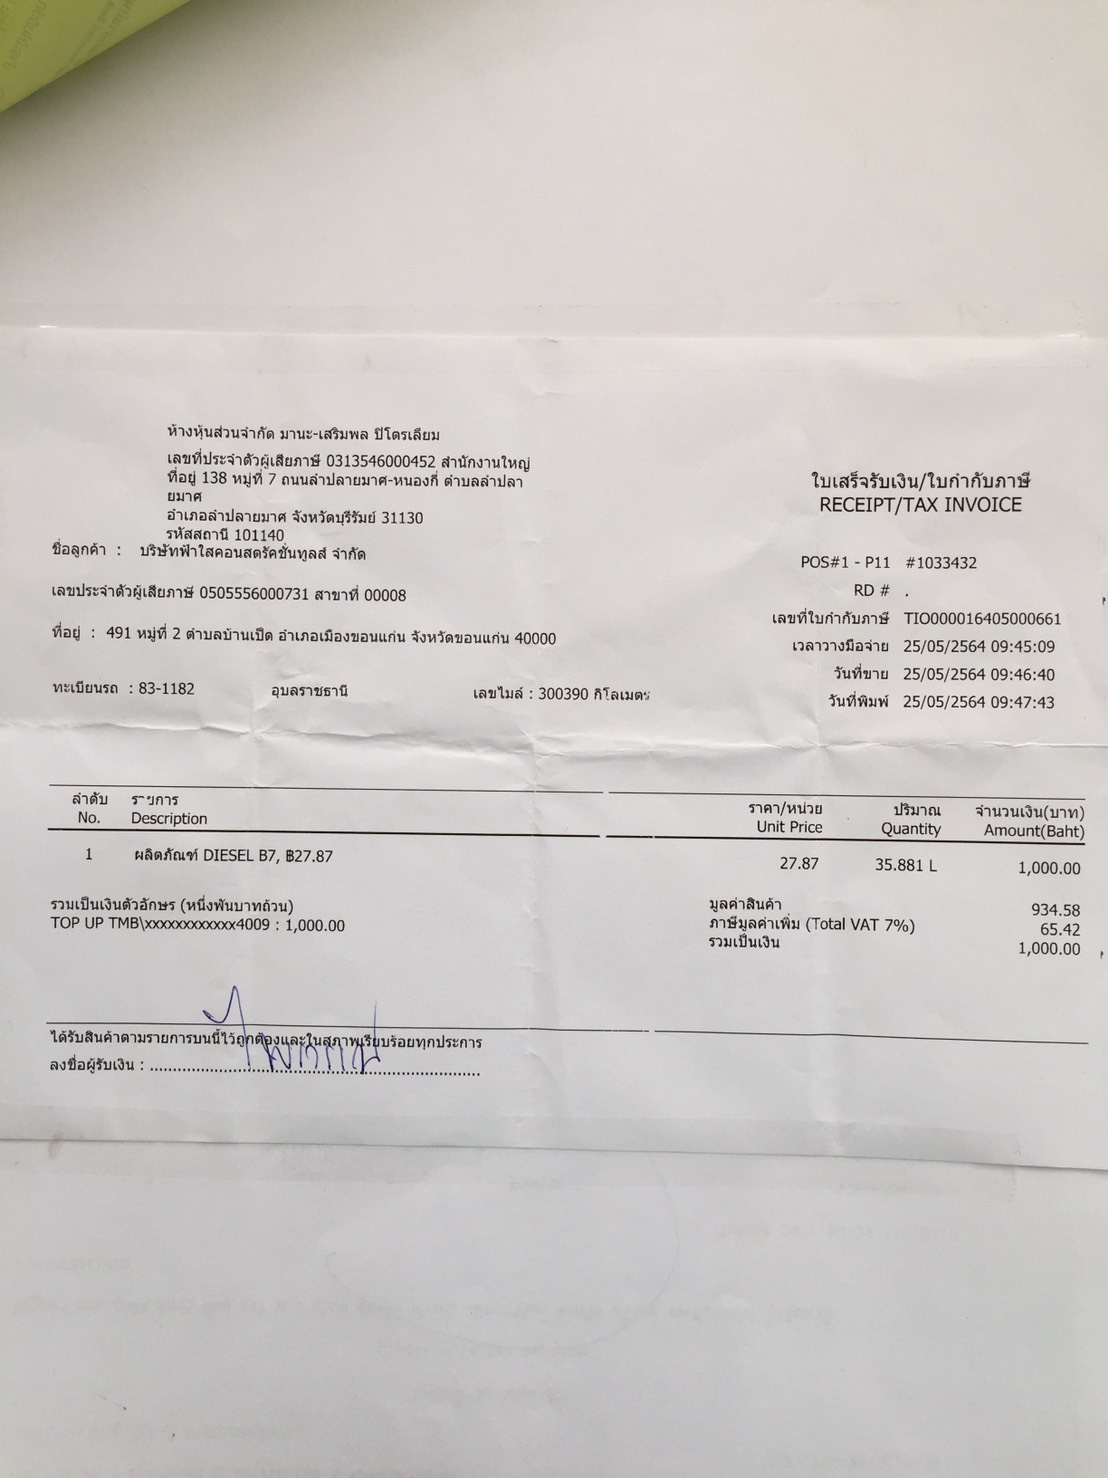 ห้างหุ้นส่วนจำกัด มานะ-เสริมพล ปิโตรเลียม
เลขที่ประจำตัวผู้เสียภาษี 0313546000452 สำนักงานใหญ่
ที่อยู่ 138 หมู่ที่ 7 ถนนลำปลายมาศ-หนองกี่ ตำบลลำปลา
ยมาศ
อำเภอลำปลายมาศ จังหวัดบุรีรัมย์ 31130
รหัสสถานี 101140
ใบเสร็จรับเงิน/ใบกำกับภาษี
RECEIPT/TAX INVOICE
ชื่อลูกค้า : บริษัทฟ้าใสคอนสตรัคชั่นทูลส์ จำกัด
เลขประจำตัวผู้เสียภาษี 0505556000731 สาขาที่ 00008
ที่อยู่ : 491 หมู่ที่ 2 ตำบลบ้านเป็ด อำเภอเมืองขอนแก่น จังหวัดขอนแก่น 40000
ทะเบียนรถ : 83-1182 อุบลราชธานี เลขไมล์ : 300390 กิโลเมตร
POS#1 - P11 #1033432
RD # .
เลขที่ใบกำกับภาษี TIO000016405000661
เวลาวางมือจ่าย 25/05/2564 09:45:09
วันที่ขาย 25/05/2564 09:46:40
วันที่พิมพ์ 25/05/2564 09:47:43
ลำดับ รายการ ราคา/หน่วย ปริมาณ จำนวนเงิน(บาท)
No. Description Unit Price Quantity Amount(Baht)
1 ผลิตภัณฑ์ DIESEL B7, ฿27.87 27.87 35.881 L 1,000.00
รวมเป็นเงินตัวอักษร (หนึ่งพันบาทถ้วน)
TOP UP TMB\xxxxxxxxxxxx4009 : 1,000.00
มูลค่าสินค้า 934.58
ภาษีมูลค่าเพิ่ม (Total VAT 7%) 65.42
รวมเป็นเงิน 1,000.00
ได้รับสินค้าตามรายการบนนี้ไว้ถูกต้องและในสภาพเรียบร้อยทุกประการ
ลงชื่อผู้รับเงิน :